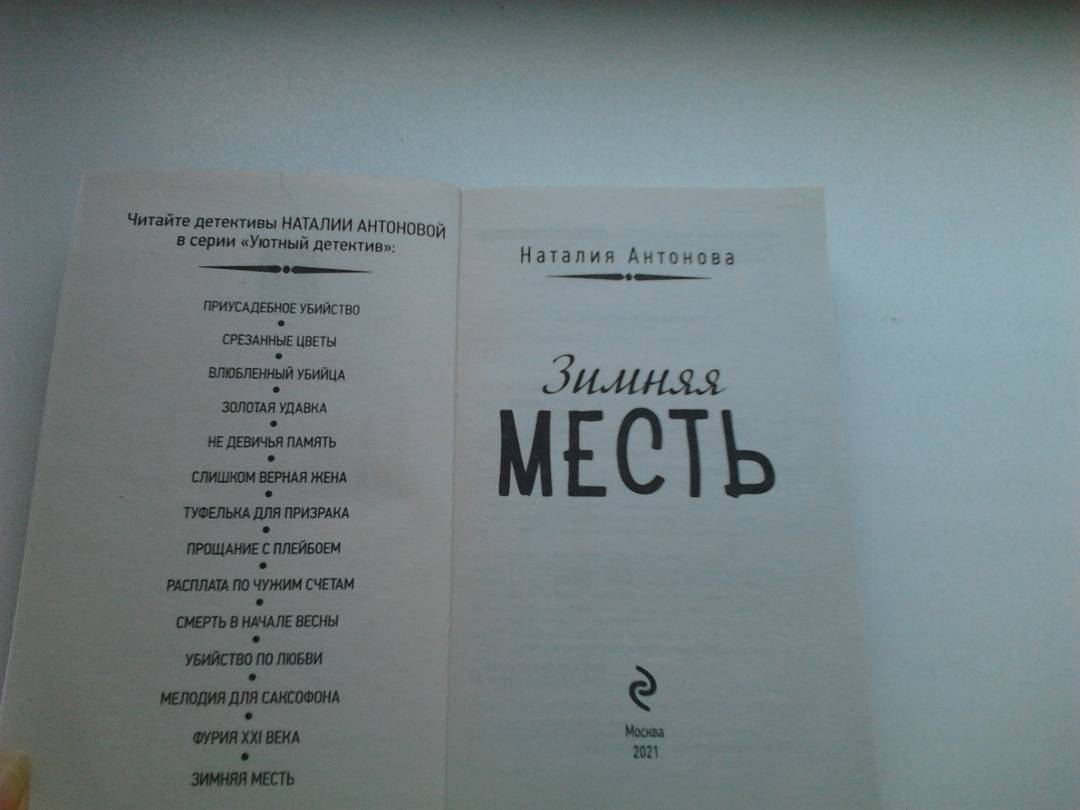 Читайте детективы НАТАЛИИ АНТОНОВОЙ
в серии «Уютный детектив»:
ПРИУСАДЕБНОЕ УБИЙСТВО
СРЕЗАННЫЕ ЦВЕТЫ
ВЛЮБЛЕННЫЙ УБИЙЦА
ЗОЛОТАЯ УДАВКА
НЕ ДЕВИЧЬЯ ПАМЯТЬ
СЛИШКОМ ВЕРНАЯ ЖЕНА
ТУФЕЛЬКА ДЛЯ ПРИЗРАКА
ПРОЩАНИЕ С ПЛЕЙБОЕМ
РАСПЛАТА ПО ЧУЖИМ СЧЕТАМ
СМЕРТЬ В НАЧАЛЕ ВЕСНЫ
УБИЙСТВО ПО ЛЮБВИ
МЕЛОДИЯ ДЛЯ САКСОФОНА
ФУРИЯ XXI ВЕКА
ЗИМНЯЯ МЕСТЬ
Наталия Антонова
Зимняя
МЕСТЬ
Москва
2021